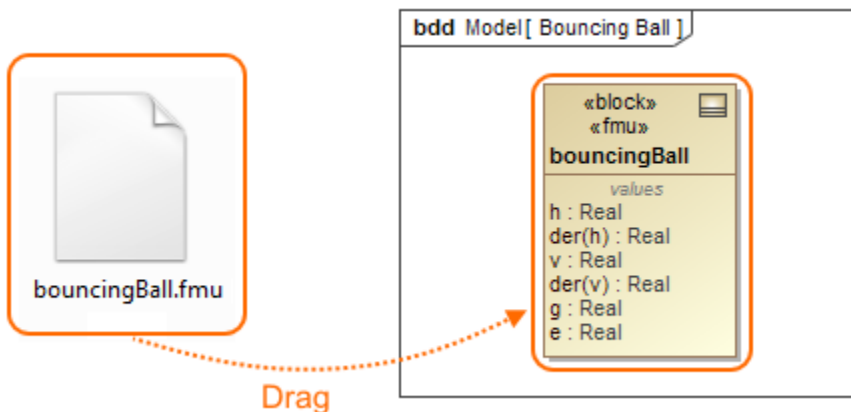 bdd Model[ Bouncing Ball ]
bouncingBall.fmu
«block»
«fmu»
bouncingBall
values
h : Real
der(h) : Real
v : Real
der(v) : Real
g : Real
e : Real
Drag